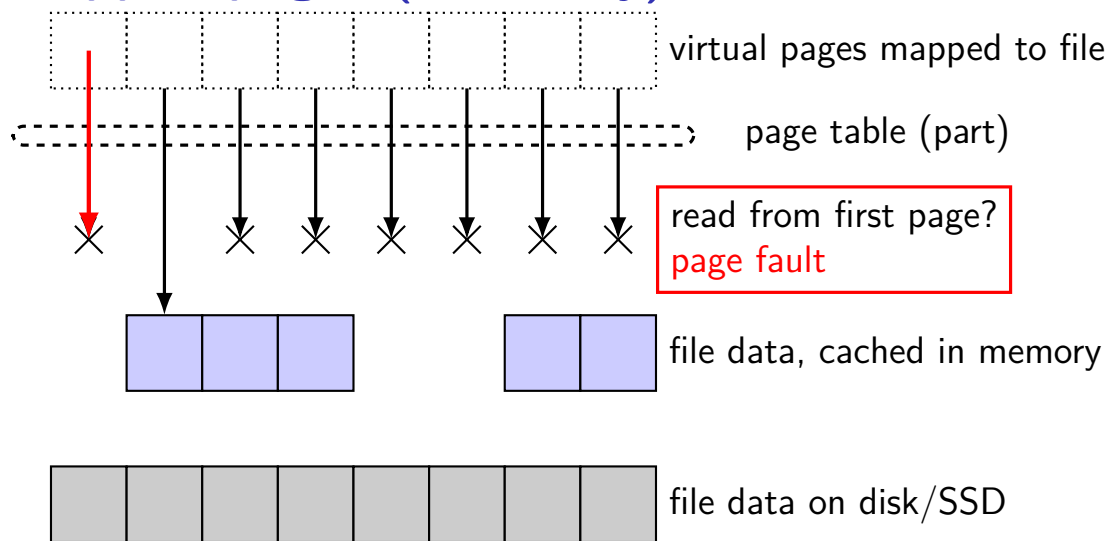 virtual pages mapped to file
page table (part)
read from first page?
page fault
file data, cached in memory
file data on disk/SSD